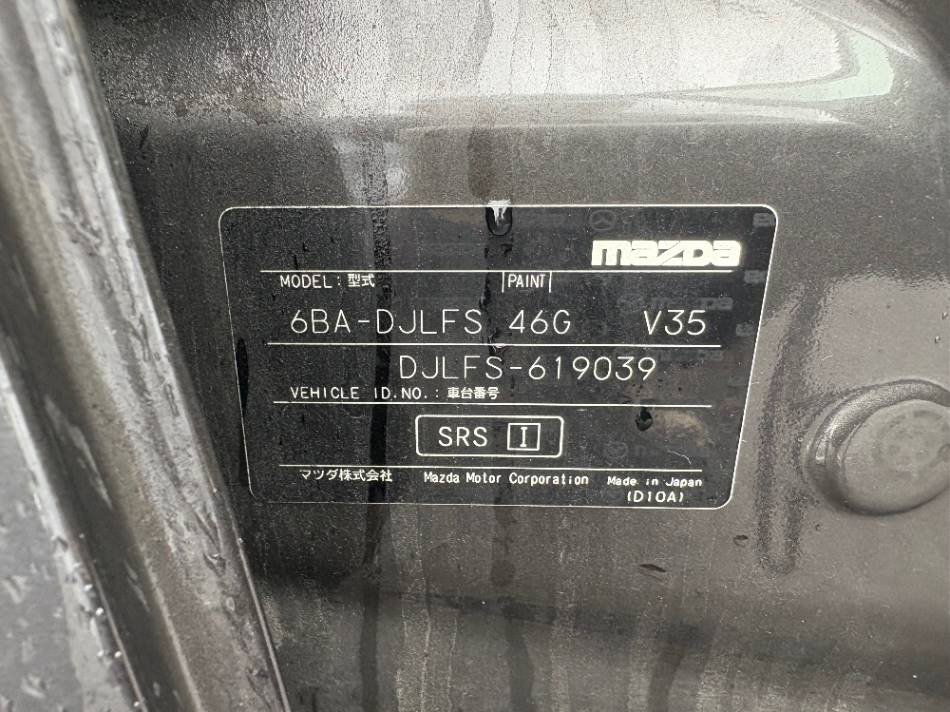 mazda
MODEL:型式 PAINT
6BA-DJLFS 46G V35
DJLFS-619039
VEHICLE ID.NO.:車台番号
SRS I
マツダ株式会社 Mazda Motor Corporation Made in Japan
(D10A)